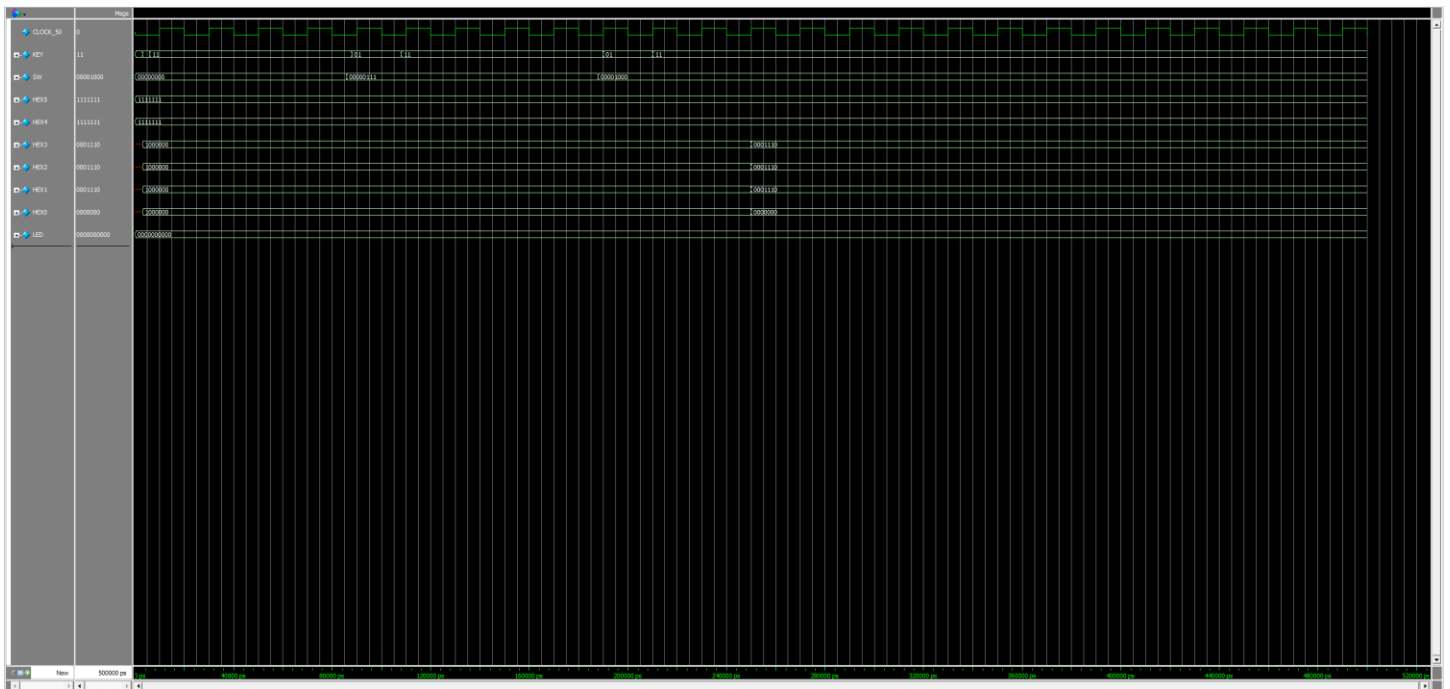 Msgs
CLOCK_50 0
KEY 11 11 01 11 01 11
SW 00001000 00000000 00000111 00001000
HEX5 1111111 1111111
HEX4 1111111 1111111
HEX3 0001110 1000000 0001110
HEX2 0001110 1000000 0001110
HEX1 0001110 1000000 0001110
HEX0 0000000 1000000 0000000
LED 0000000000 0000000000
Now 500000 ps ps 40000 ps 80000 ps 120000 ps 160000 ps 200000 ps 240000 ps 280000 ps 320000 ps 360000 ps 400000 ps 440000 ps 480000 ps 520000 ps